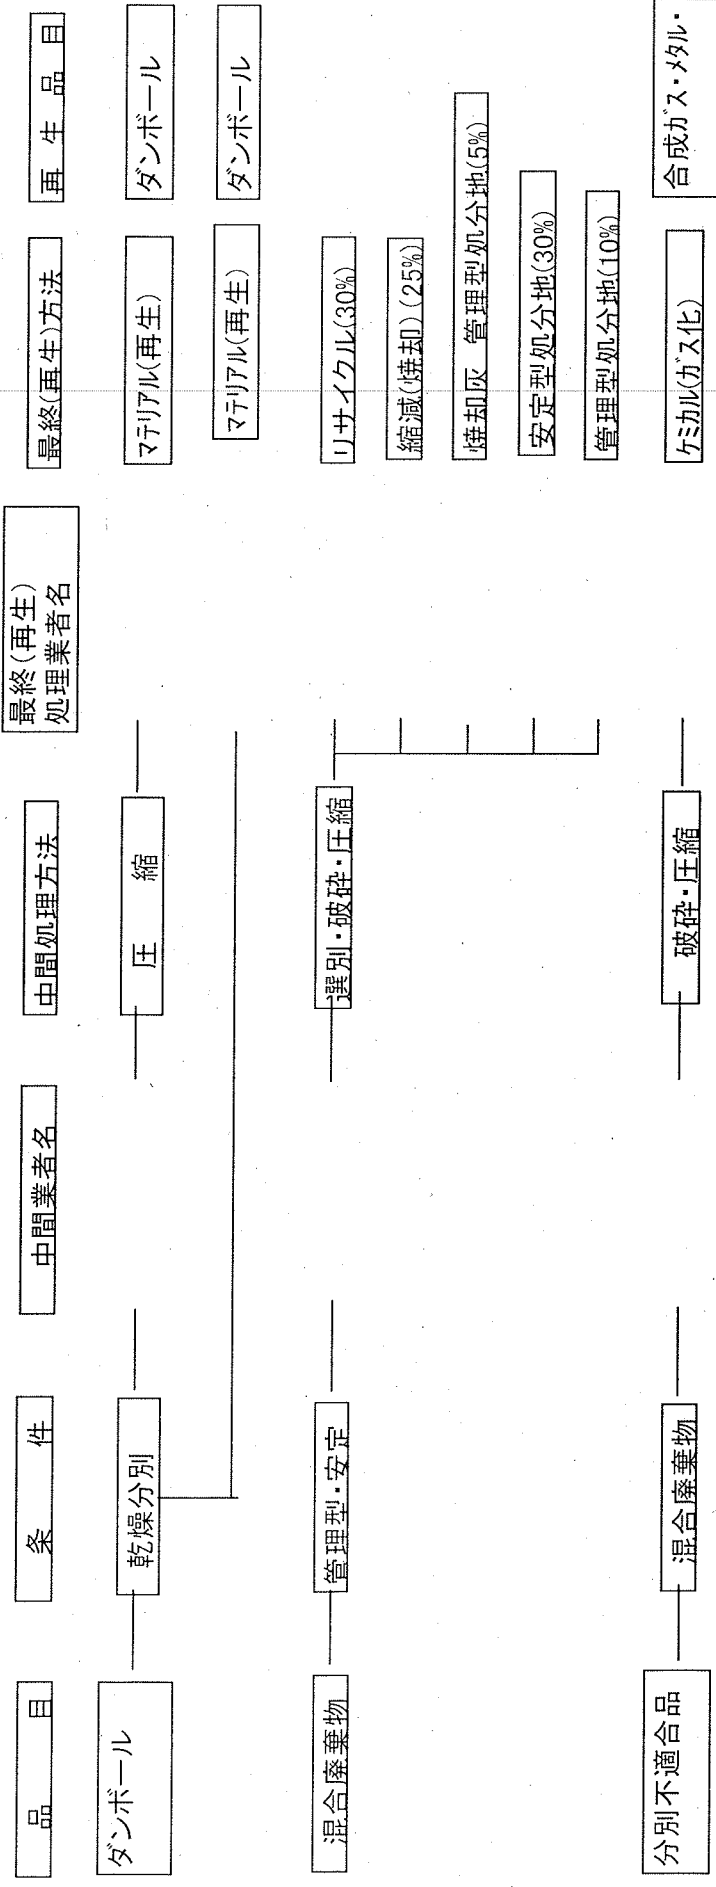 品 目
条 件
中間業者名
中間処理方法
最終(再生)
処理業者名
最終(再生)方法
再 生 品 目
ダンボール
乾燥分別
圧 縮
マテリアル(再生)
ダンボール
マテリアル(再生)
ダンボール
混合廃棄物
管理型・安定
選別・破砕・圧縮
リサイクル(30%)
縮減(焼却)(25%)
焼却灰 管理型処分地(5%)
安定型処分地(30%)
管理型処分地(10%)
分別不適合品
混合廃棄物
破砕・圧縮
ケミカル(ガス化)
合成ガス・メタル・